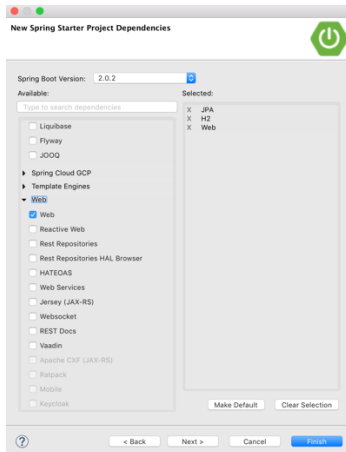 New Spring Starter Project Dependencies
Spring Boot Version: 2.0.2
Available:
Selected:
Type to search dependencies
X JPA
X H2
X Web
Liquibase
Flyway
JOOQ
Spring Cloud GCP
Template Engines
Web
Web
Reactive Web
Rest Repositories
Rest Repositories HAL Browser
HATEOAS
Web Services
Jersey (JAX-RS)
Websocket
REST Docs
Vaadin
Apache CXF (JAX-RS)
Ratpack
Mobile
Keycloak
Make Default
Clear Selection
?
< Back
Next >
Cancel
Finish